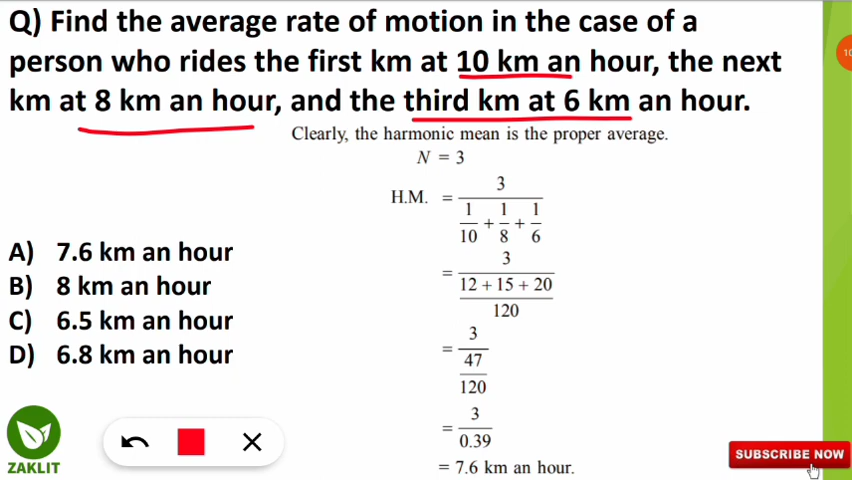 Q) Find the average rate of motion in the case of a
person who rides the first km at 10 km an hour, the next
km at 8 km an hour, and the third km at 6 km an hour.
Clearly, the harmonic mean is the proper average.
N = 3
H.M. = 3 / (1/10 + 1/8 + 1/6)
= 3 / ((12 + 15 + 20) / 120)
= 3 / (47 / 120)
= 3 / 0.39
= 7.6 km an hour.
A) 7.6 km an hour
B) 8 km an hour
C) 6.5 km an hour
D) 6.8 km an hour
ZAKLIT
SUBSCRIBE NOW
10